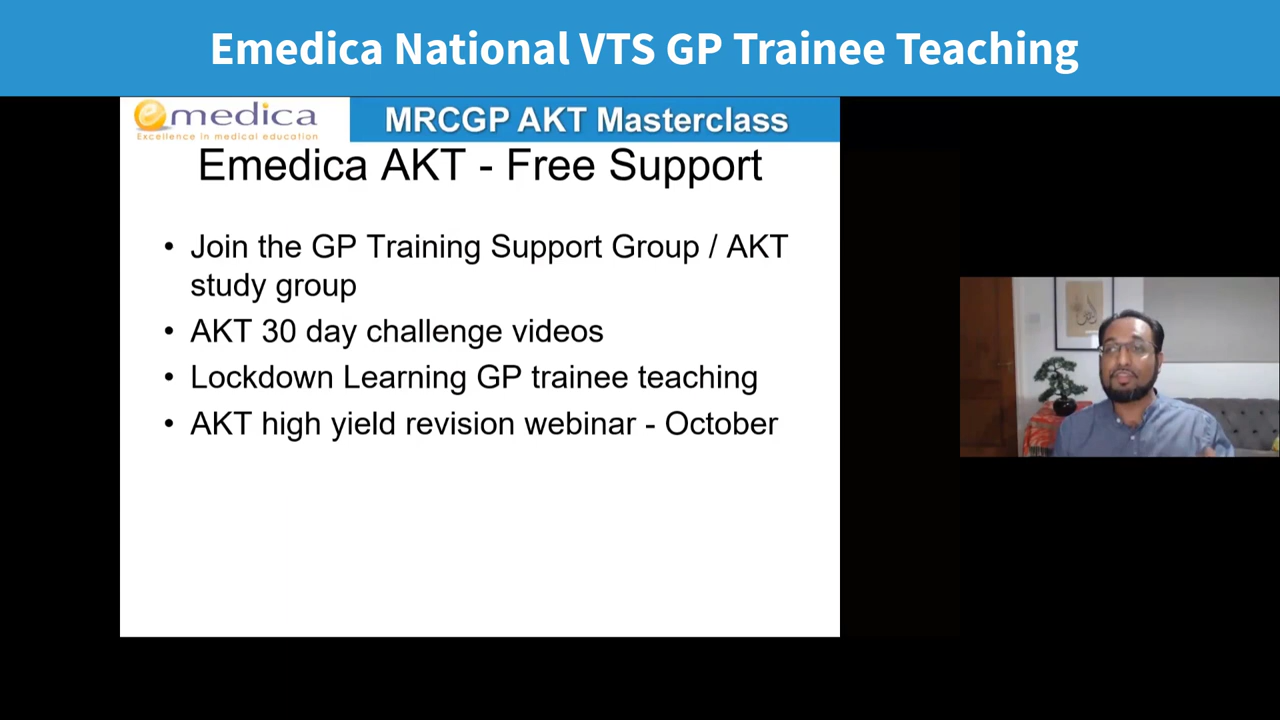 Emedica National VTS GP Trainee Teaching
emedica
Excellence in medical education
MRCGP AKT Masterclass
Emedica AKT - Free Support
• Join the GP Training Support Group / AKT
study group
• AKT 30 day challenge videos
• Lockdown Learning GP trainee teaching
• AKT high yield revision webinar - October